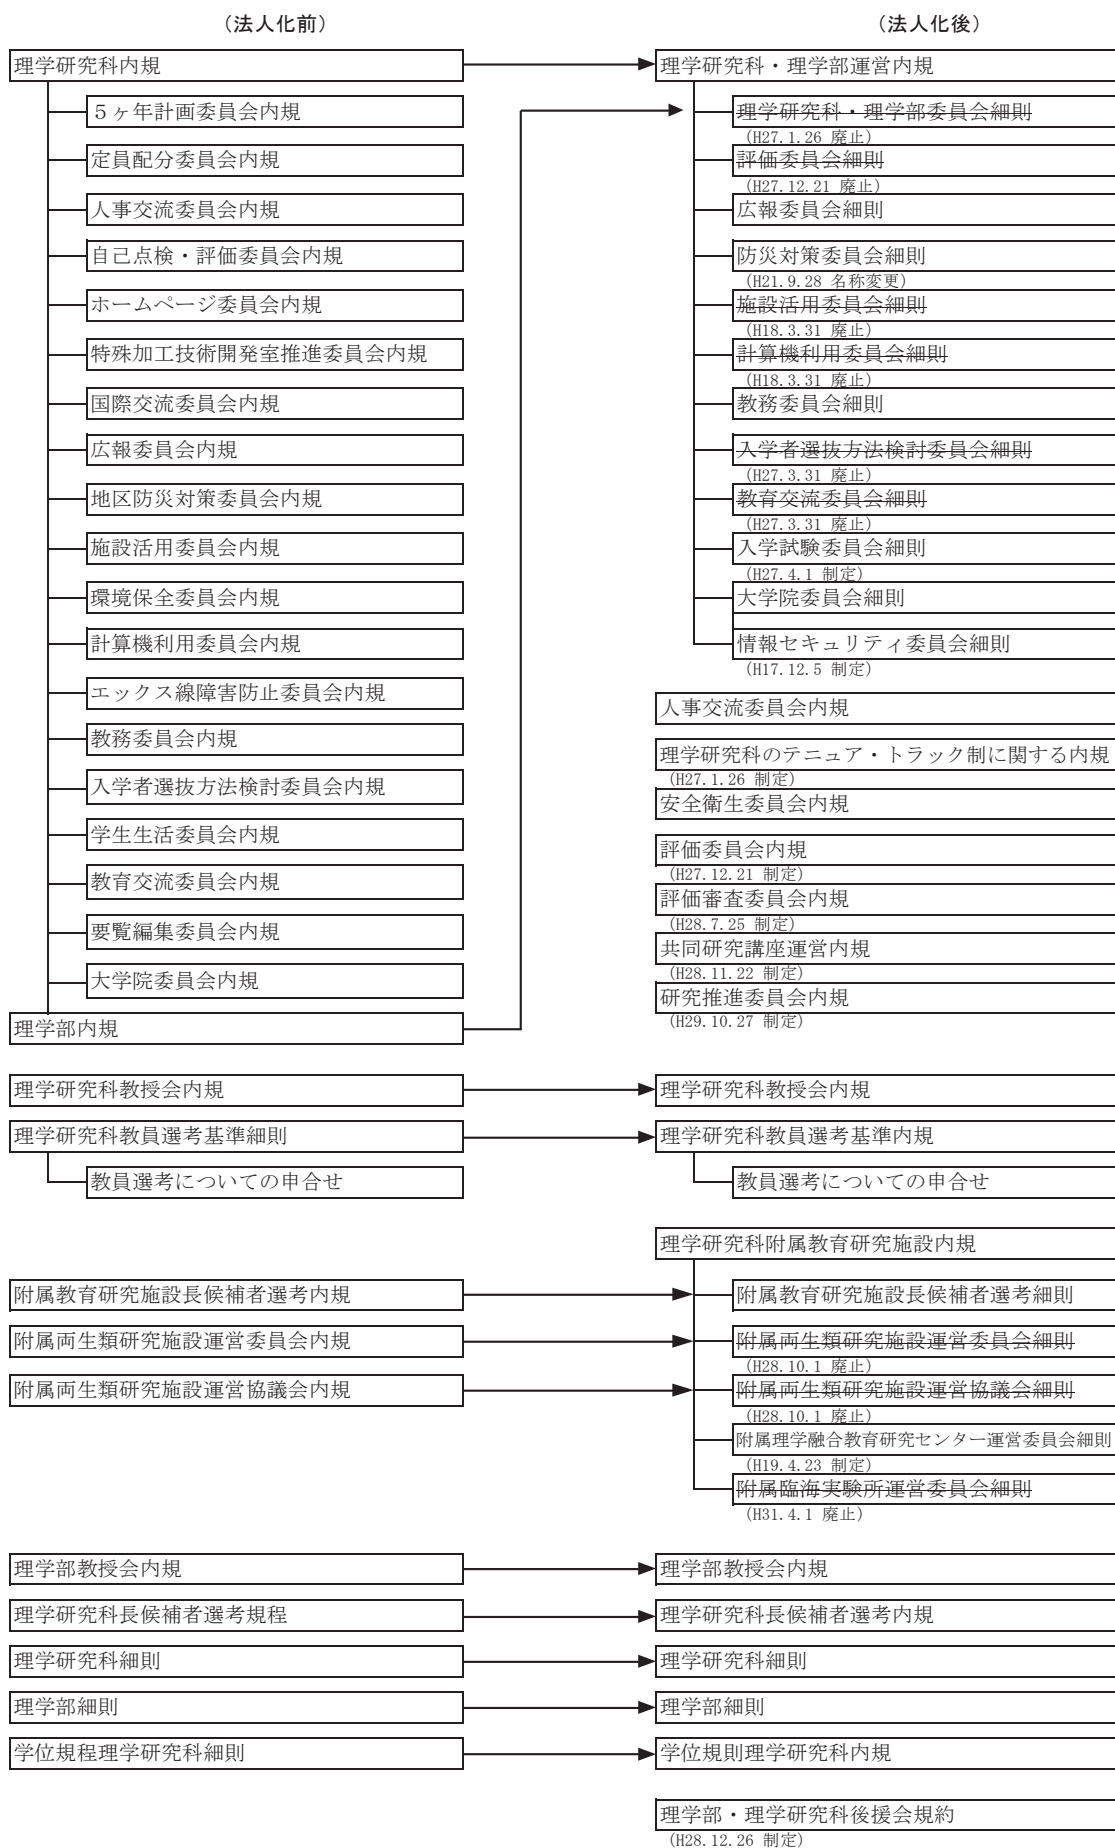 （法人化前）
理学研究科内規
５ヶ年計画委員会内規
定員配分委員会内規
人事交流委員会内規
自己点検・評価委員会内規
ホームページ委員会内規
特殊加工技術開発室推進委員会内規
国際交流委員会内規
広報委員会内規
地区防災対策委員会内規
施設活用委員会内規
環境保全委員会内規
計算機利用委員会内規
エックス線障害防止委員会内規
教務委員会内規
入学者選抜方法検討委員会内規
学生生活委員会内規
教育交流委員会内規
要覧編集委員会内規
大学院委員会内規
理学部内規
理学研究科教授会内規
理学研究科教員選考基準細則
教員選考についての申合せ
附属教育研究施設長候補者選考内規
附属両生類研究施設運営委員会内規
附属両生類研究施設運営協議会内規
理学部教授会内規
理学研究科長候補者選考規程
理学研究科細則
理学部細則
学位規程理学研究科細則
（法人化後）
理学研究科・理学部運営内規
理学研究科・理学部委員会細則
（H27.1.26 廃止）
評価委員会細則
（H27.12.21 廃止）
広報委員会細則
防災対策委員会細則
（H21.9.28 名称変更）
施設活用委員会細則
（H18.3.31 廃止）
計算機利用委員会細則
（H18.3.31 廃止）
教務委員会細則
入学者選抜方法検討委員会細則
（H27.3.31 廃止）
教育交流委員会細則
（H27.3.31 廃止）
入学試験委員会細則
（H27.4.1 制定）
大学院委員会細則
情報セキュリティ委員会細則
（H17.12.5 制定）
人事交流委員会内規
理学研究科のテニュア・トラック制に関する内規
（H27.1.26 制定）
安全衛生委員会内規
評価委員会内規
（H27.12.21 制定）
評価審査委員会内規
（H28.7.25 制定）
共同研究講座運営内規
（H28.11.22 制定）
研究推進委員会内規
（H29.10.27 制定）
理学研究科教授会内規
理学研究科教員選考基準内規
教員選考についての申合せ
理学研究科附属教育研究施設内規
附属教育研究施設長候補者選考細則
附属両生類研究施設運営委員会細則
（H28.10.1 廃止）
附属両生類研究施設運営協議会細則
（H28.10.1 廃止）
附属理学融合教育研究センター運営委員会細則
（H19.4.23 制定）
附属臨海実験所運営委員会細則
（H31.4.1 廃止）
理学部教授会内規
理学研究科長候補者選考内規
理学研究科細則
理学部細則
学位規則理学研究科内規
理学部・理学研究科後援会規約
（H28.12.26 制定）